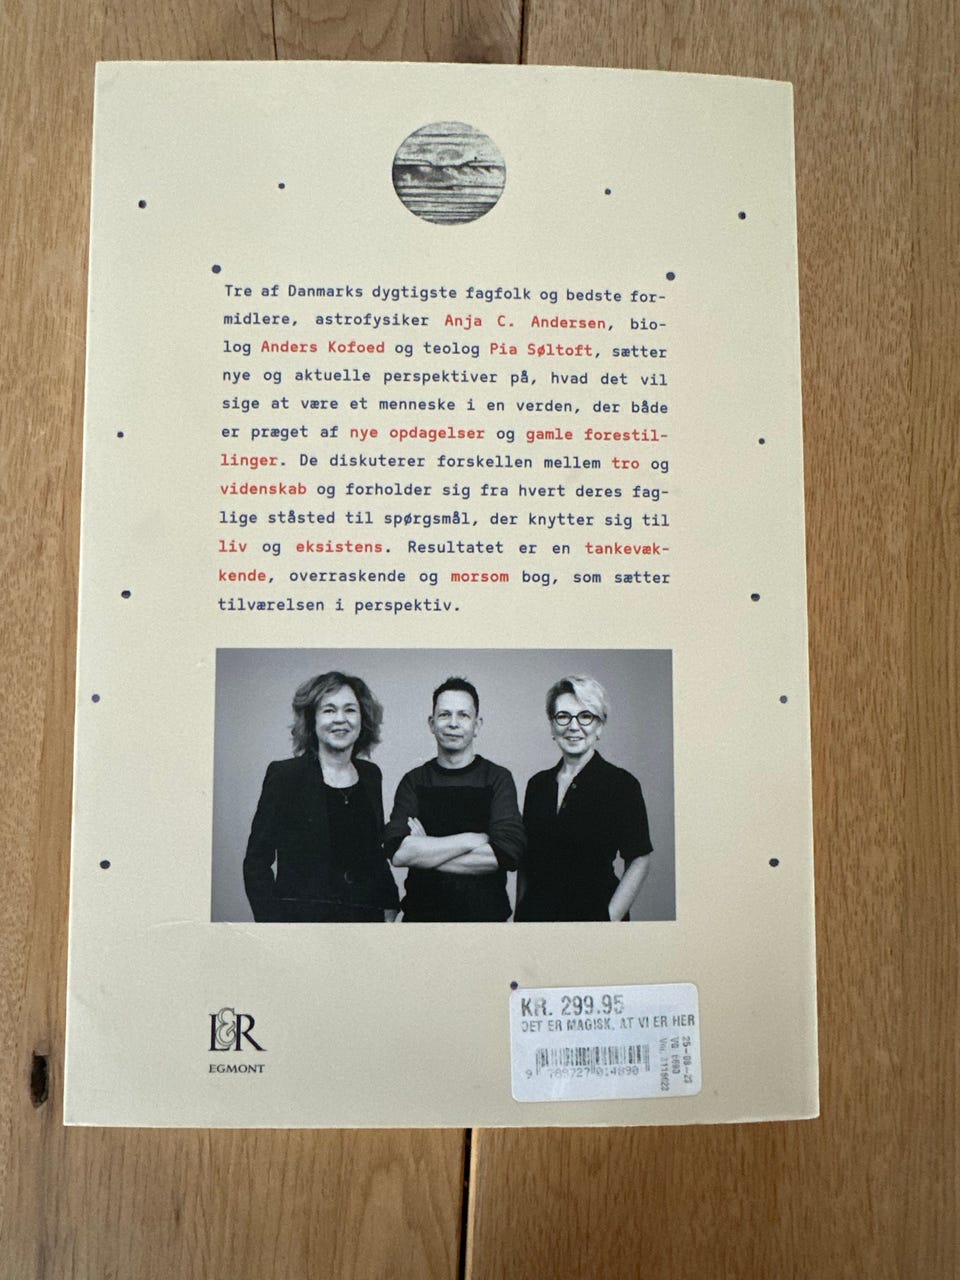 Tre af Danmarks dygtigste fagfolk og bedste for-
midlere, astrofysiker Anja C. Andersen, bio-
log Anders Kofoed og teolog Pia Søltoft, sætter
nye og aktuelle perspektiver på, hvad det vil
sige at være et menneske i en verden, der både
er præget af nye opdagelser og gamle forestil-
linger. De diskuterer forskellen mellem tro og
videnskab og forholder sig fra hvert deres fag-
lige ståsted til spørgsmål, der knytter sig til
liv og eksistens. Resultatet er en tankevæk-
kende, overraskende og morsom bog, som sætter
tilværelsen i perspektiv.
L&R
EGMONT
KR. 299.95
DET ER MAGISK, AT VI ER HER
9 788727 014890